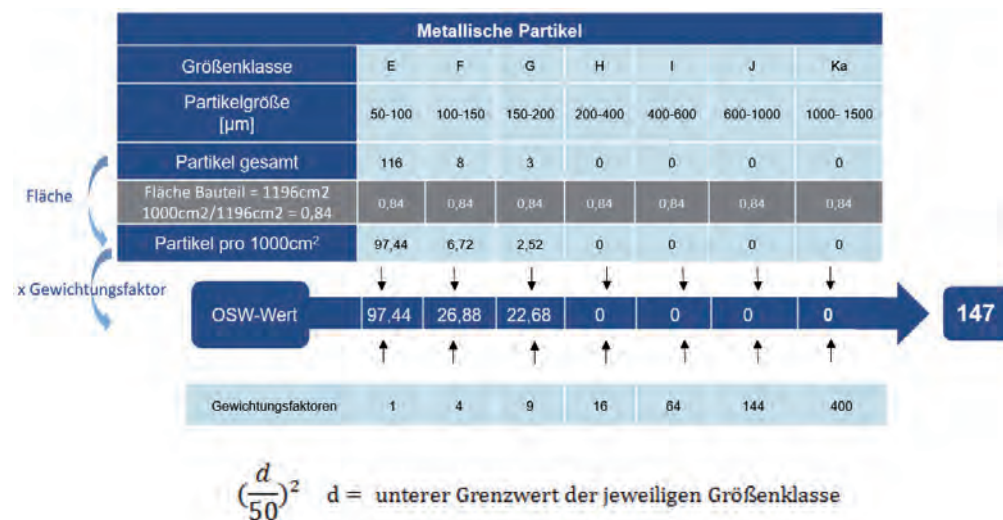 Metallische Partikel
Größenklasse E F G H I J Ka
Partikelgröße
[µm] 50-100 100-150 150-200 200-400 400-600 600-1000 1000- 1500
Partikel gesamt 116 8 3 0 0 0 0
Fläche
Fläche Bauteil = 1196cm2
1000cm2/1196cm2 = 0,84 0,84 0,84 0,84 0,84 0,84 0,84 0,84
Partikel pro 1000cm² 97,44 6,72 2,52 0 0 0 0
x Gewichtungsfaktor
OSW-Wert 97,44 26,88 22,68 0 0 0 0 147
Gewichtungsfaktoren 1 4 9 16 64 144 400
(d/50)² d = unterer Grenzwert der jeweiligen Größenklasse